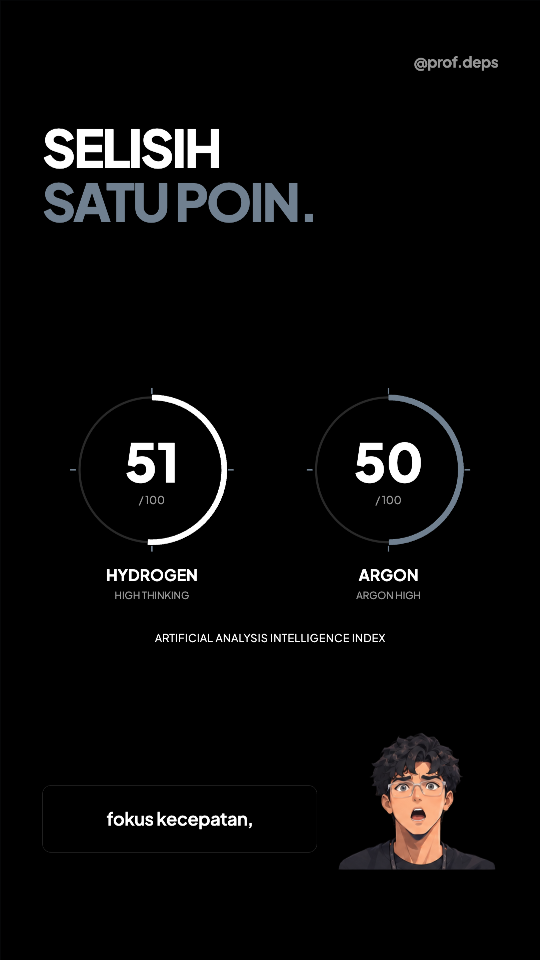 @prof.deps
SELISIH
SATU POIN.
51
/100
50
/100
HYDROGEN
HIGH THINKING
ARGON
ARGON HIGH
ARTIFICIAL ANALYSIS INTELLIGENCE INDEX
fokus kecepatan,